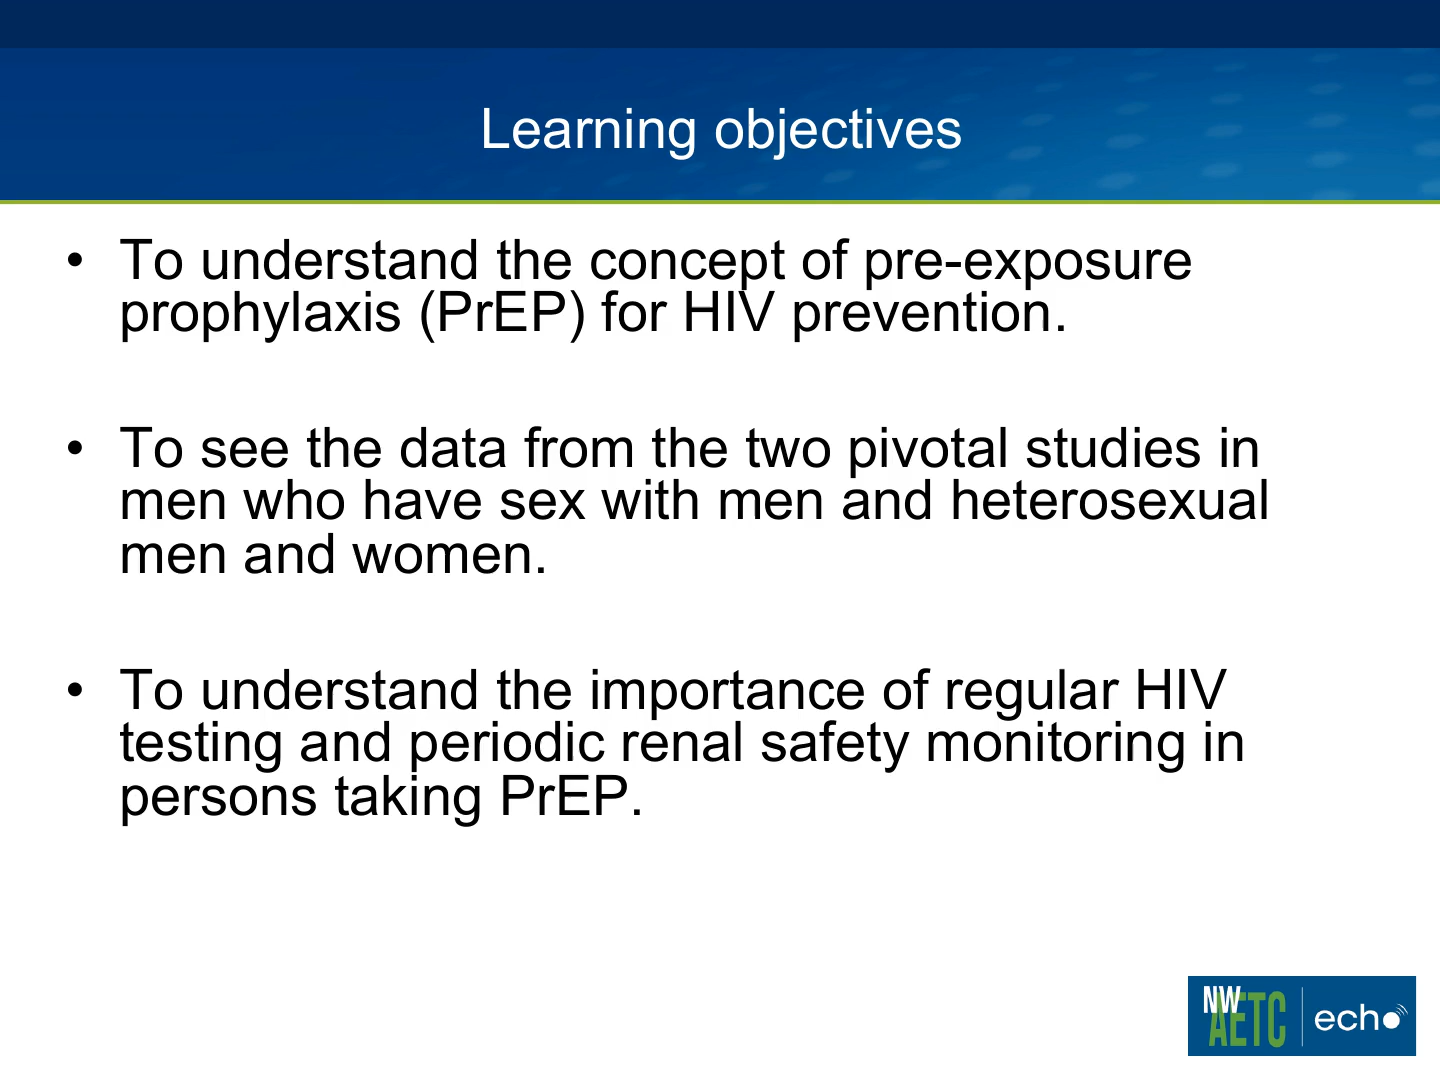 Learning objectives
• To understand the concept of pre-exposure
prophylaxis (PrEP) for HIV prevention.
• To see the data from the two pivotal studies in
men who have sex with men and heterosexual
men and women.
• To understand the importance of regular HIV
testing and periodic renal safety monitoring in
persons taking PrEP.
NW
AETC echo